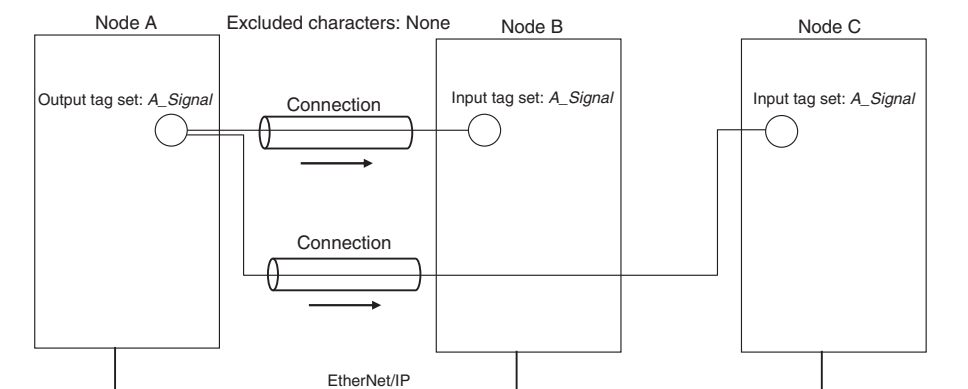 Node A
Excluded characters: None
Node B
Node C
Output tag set: A_Signal
Connection
Input tag set: A_Signal
Input tag set: A_Signal
Connection
EtherNet/IP